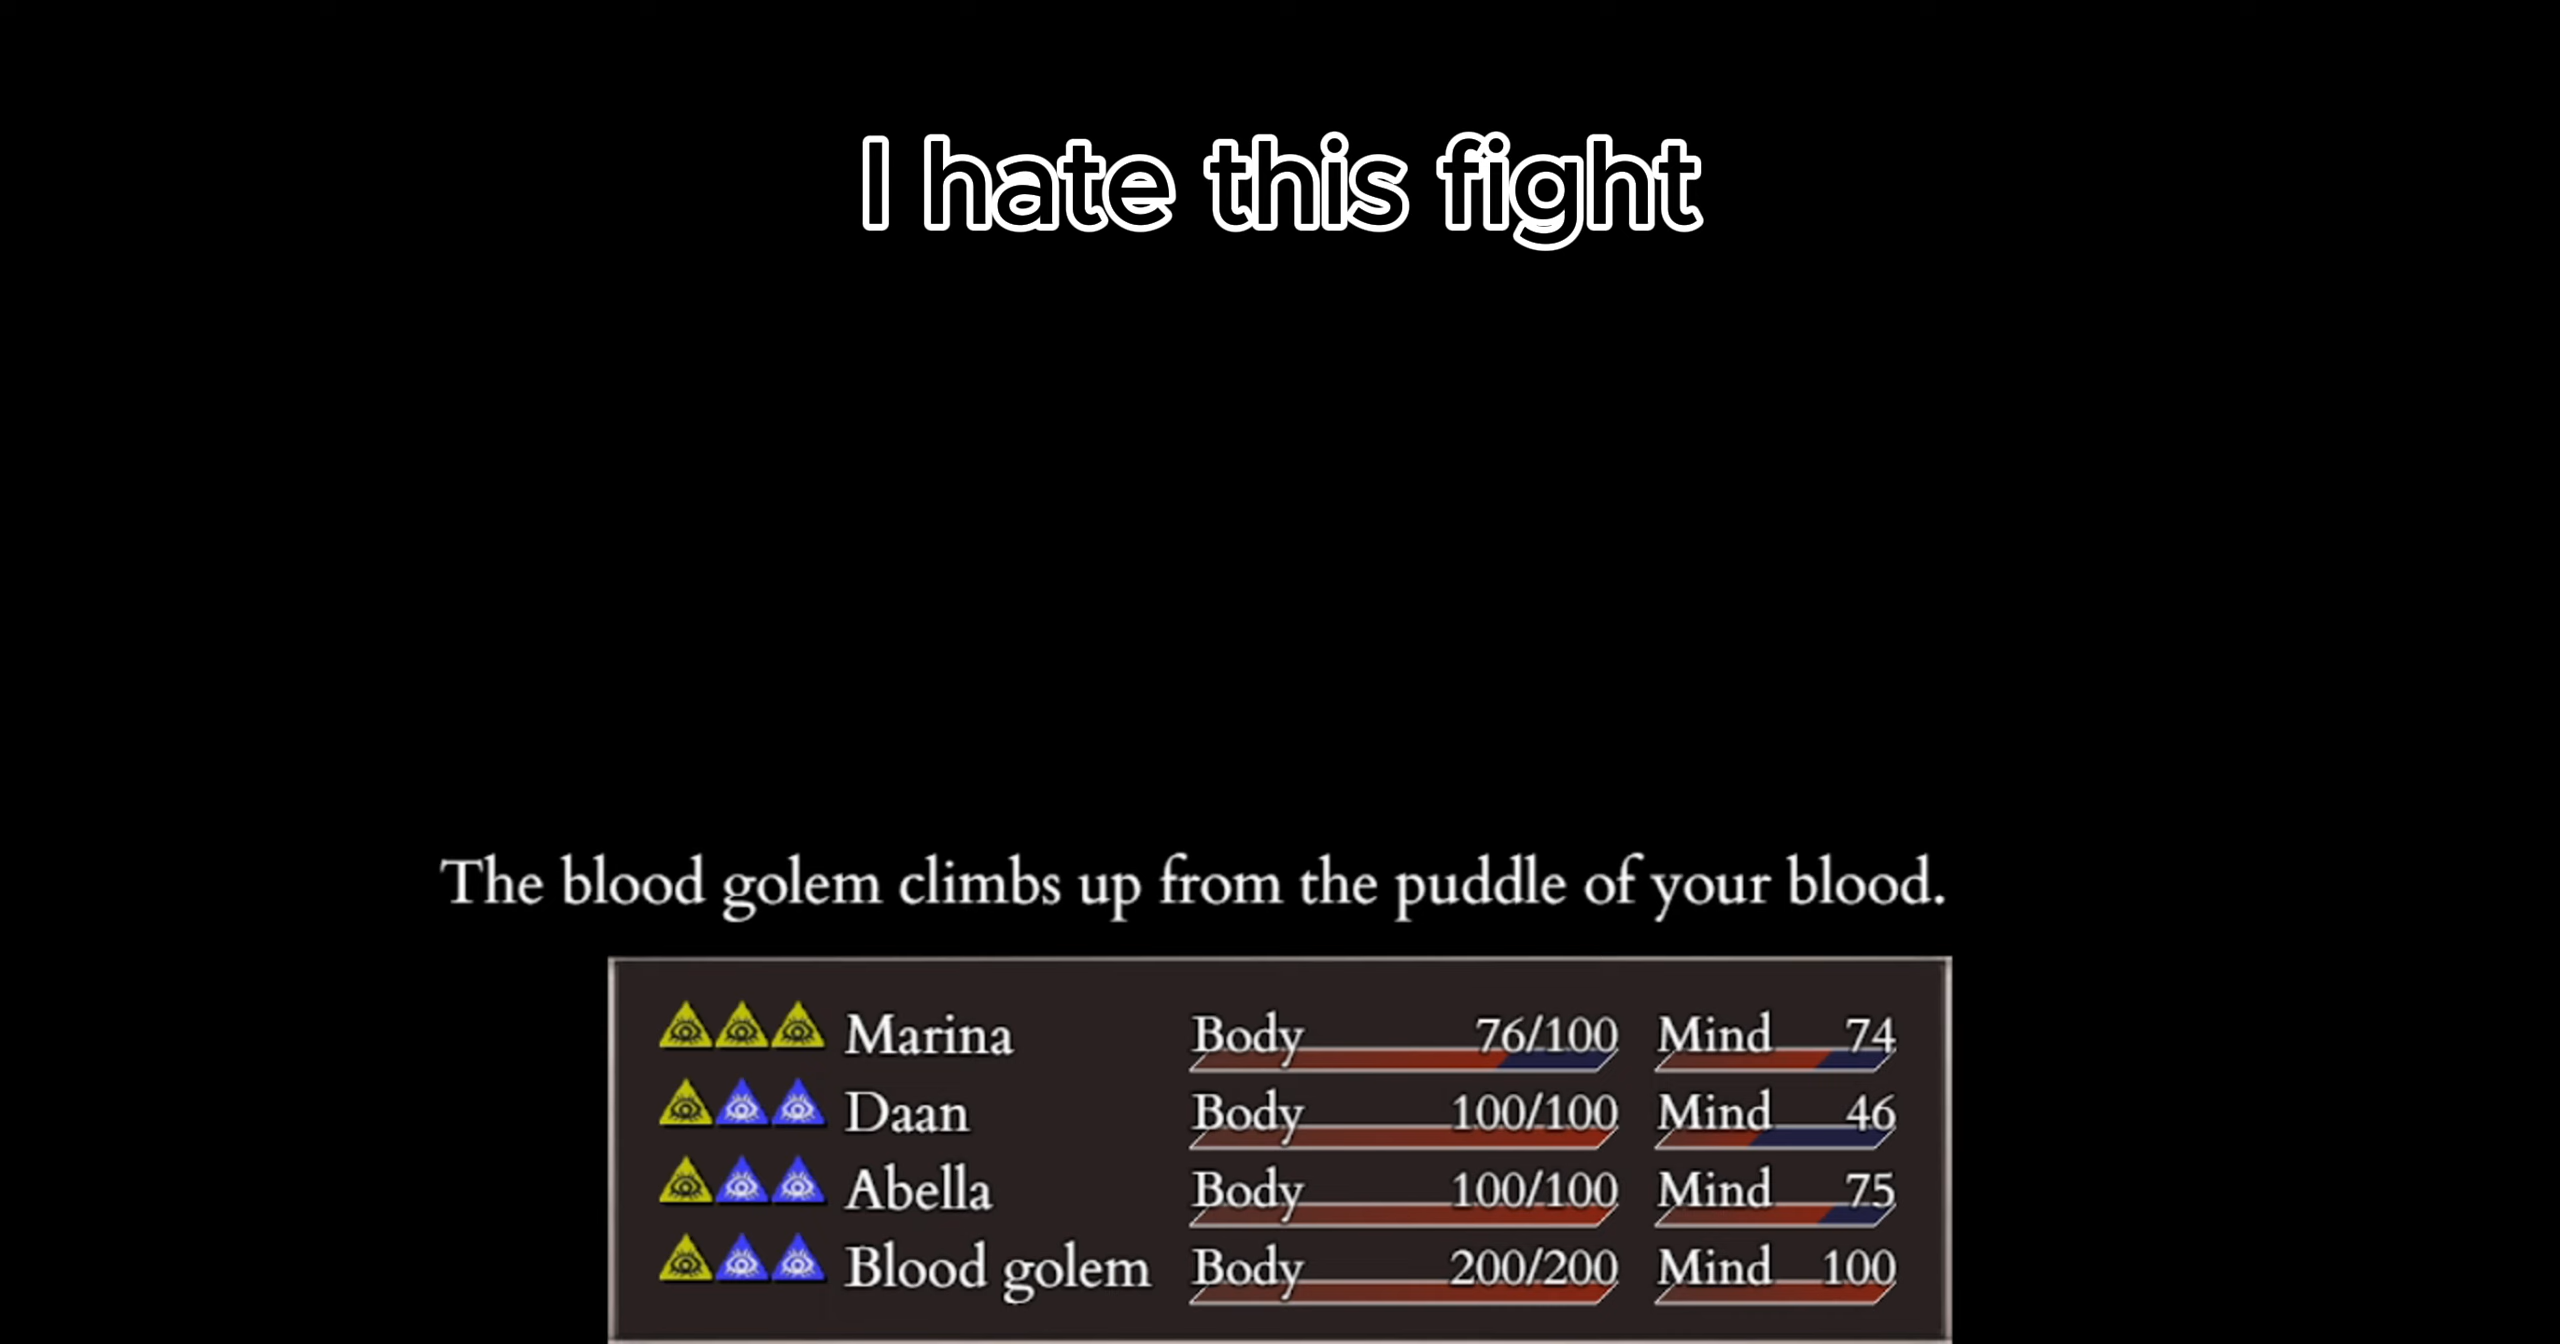 I hate this fight
The blood golem climbs up from the puddle of your blood.
Marina Body 76/100 Mind 74
Daan Body 100/100 Mind 46
Abella Body 100/100 Mind 75
Blood golem Body 200/200 Mind 100